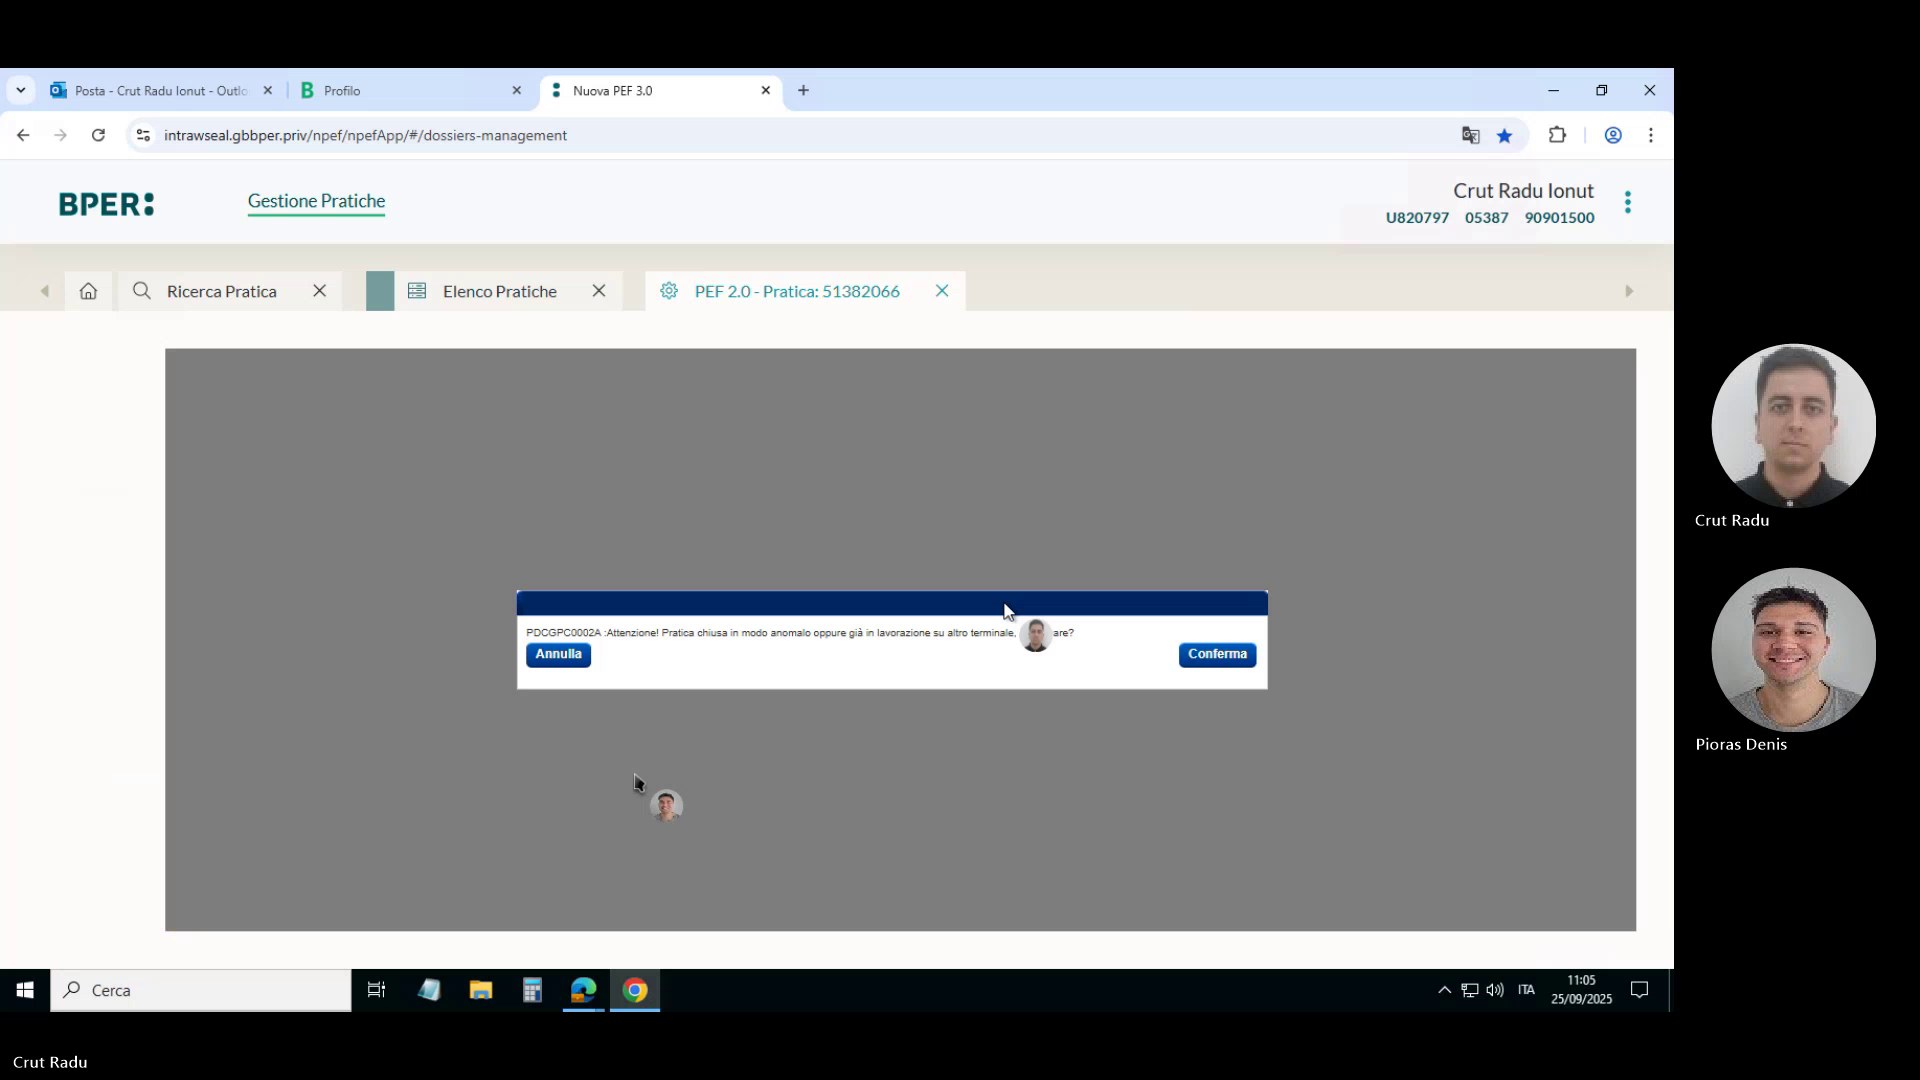 Posta - Crut Radu Ionut - Outlo
Profilo
Nuova PEF 3.0
intrawseal.gbbper.priv/npef/npefApp/#/dossiers-management
BPER:
Gestione Pratiche
Crut Radu Ionut
U820797 05387 90901500
Ricerca Pratica
Elenco Pratiche
PEF 2.0 - Pratica: 51382066
PDCGPC0002A :Attenzione! Pratica chiusa in modo anomalo oppure già in lavorazione su altro terminale, are?
Annulla
Conferma
Crut Radu
Pioras Denis
Cerca
ITA
11:05
25/09/2025
Crut Radu